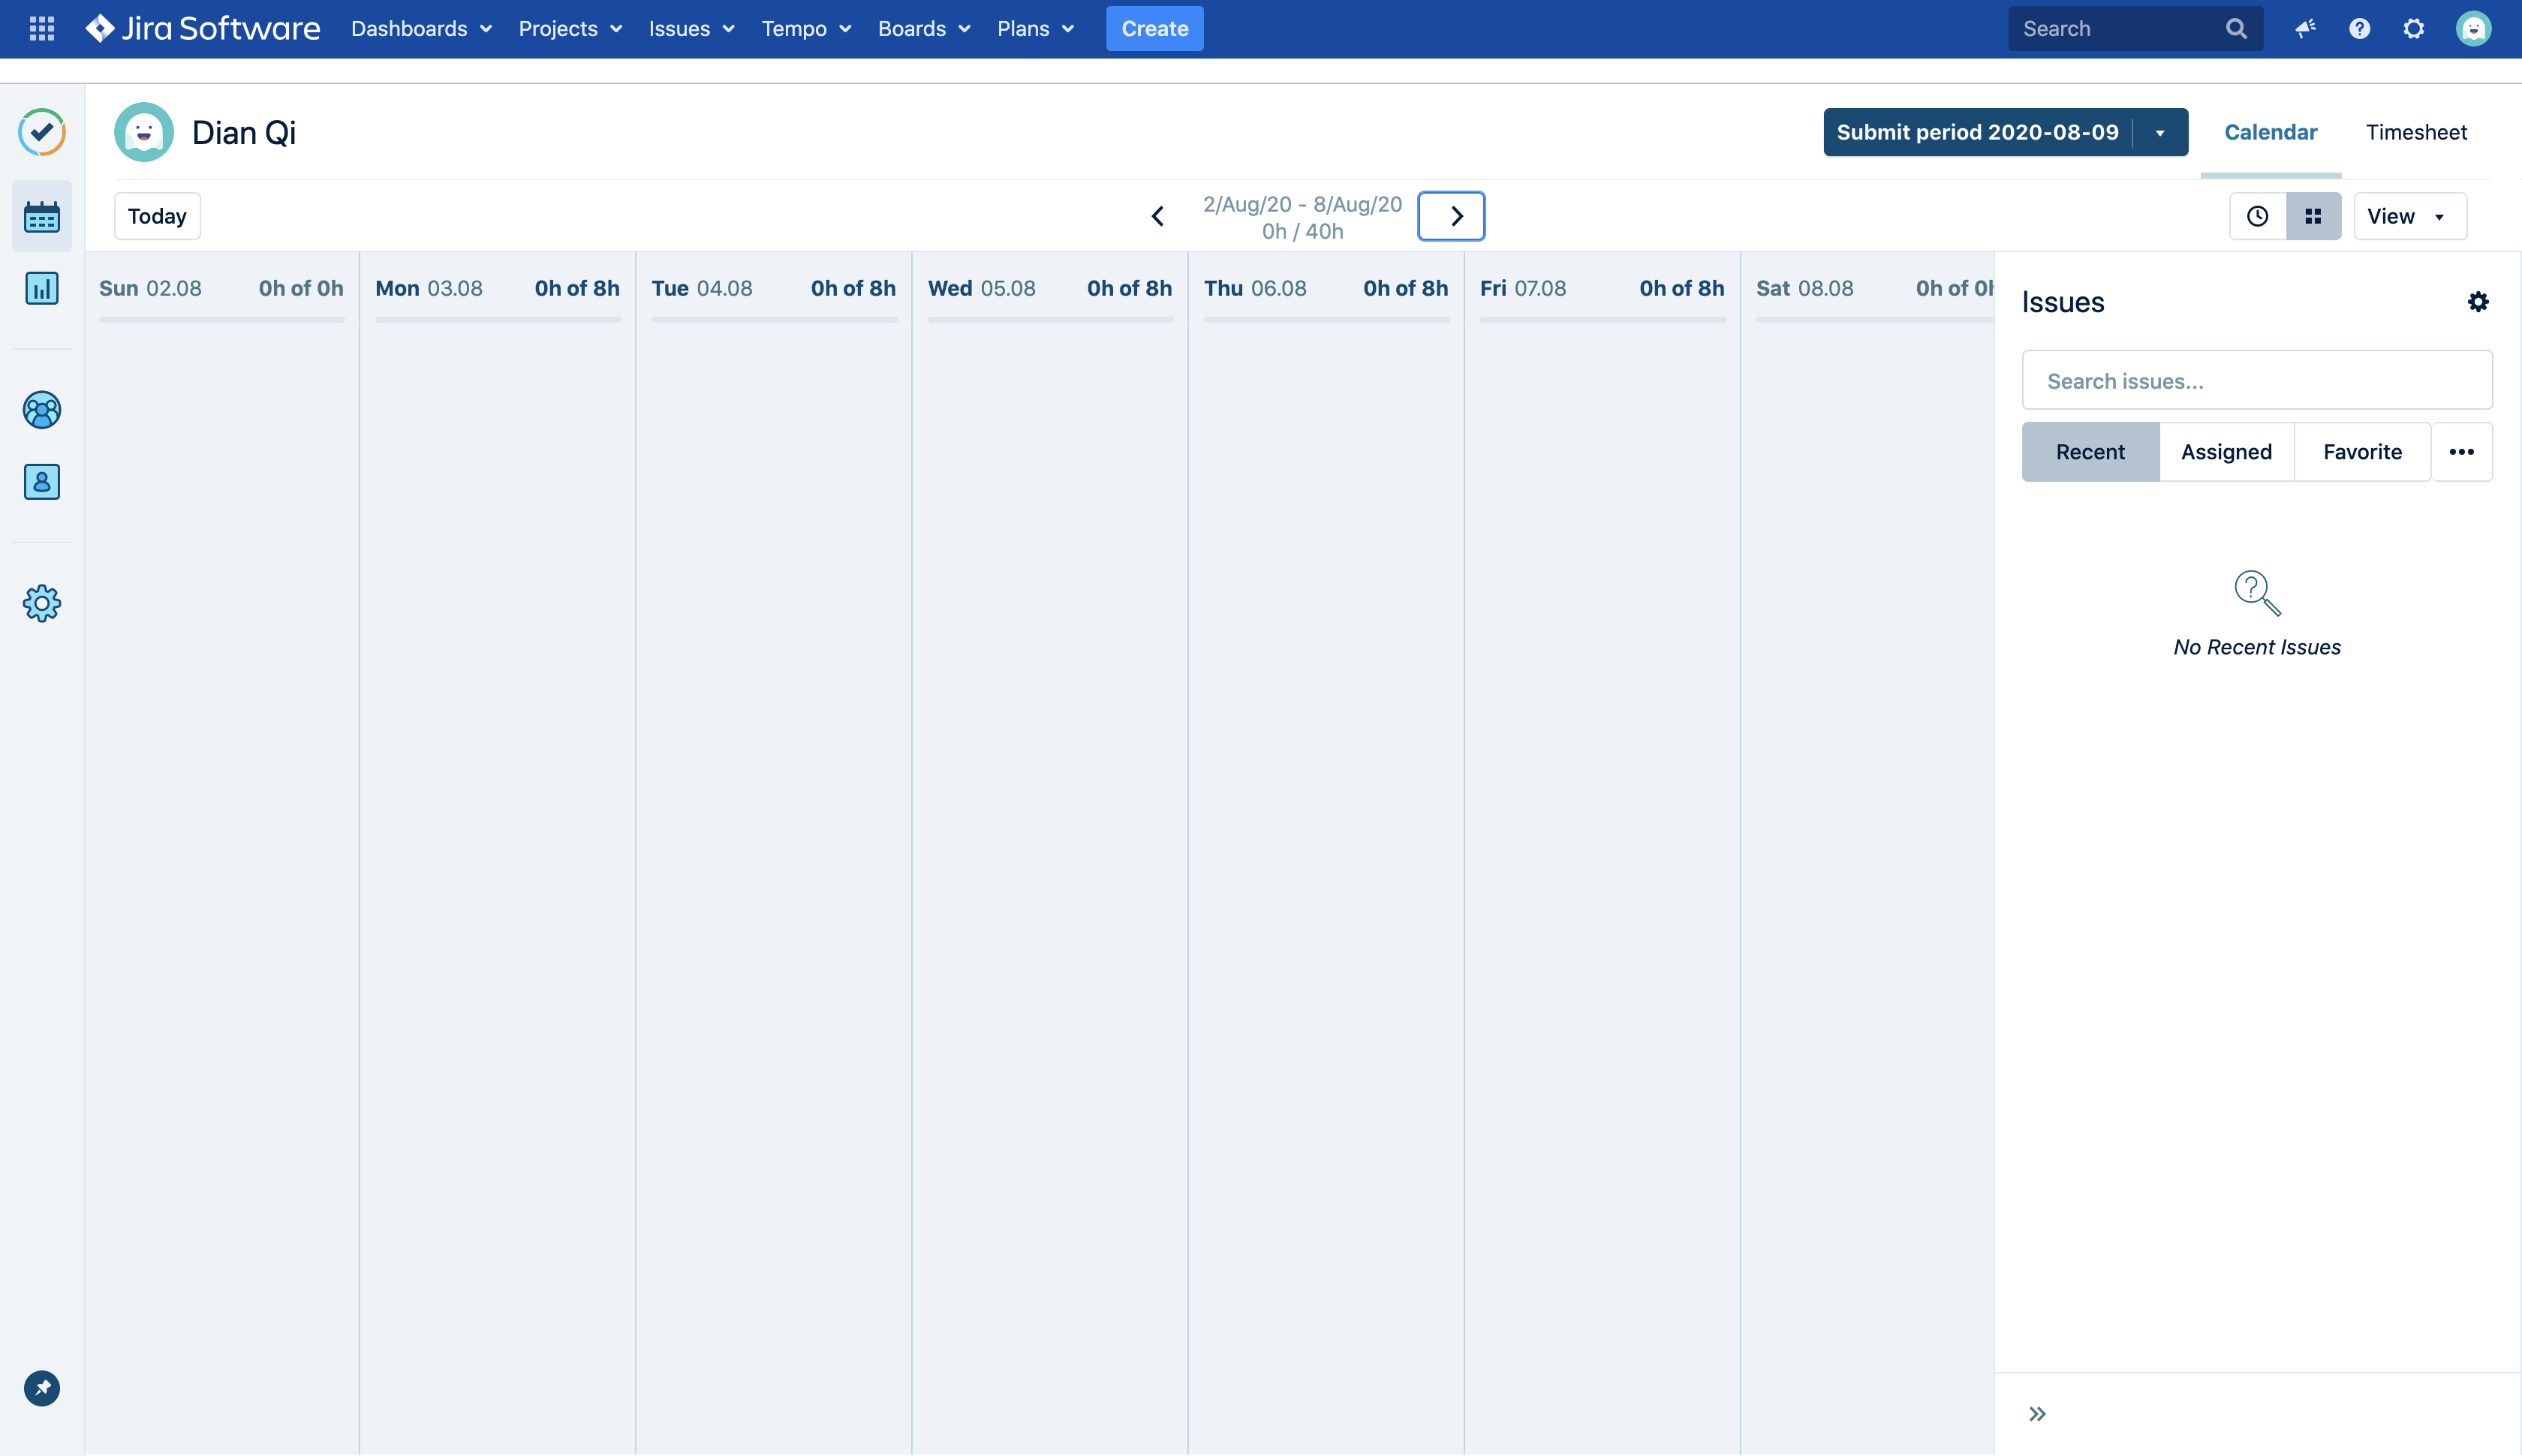 Jira Software Dashboards Projects Issues Tempo Boards Plans Create Search
Dian Qi Submit period 2020-08-09 Calendar Timesheet
Today 2/Aug/20 - 8/Aug/20 View
0h / 40h
Sun 02.08 0h of 0h Mon 03.08 0h of 8h Tue 04.08 0h of 8h Wed 05.08 0h of 8h Thu 06.08 0h of 8h Fri 07.08 0h of 8h Sat 08.08 0h of 0h
Issues
Search issues...
Recent Assigned Favorite
No Recent Issues